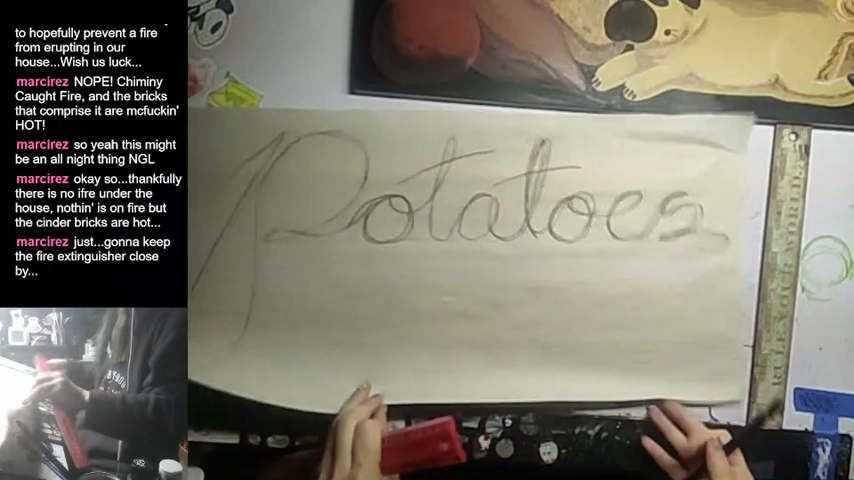 to hopefully prevent a fire
from erupting in our
house...Wish us luck...
marcirez NOPE! Chiminy
Caught Fire, and the bricks
that comprise it are mcfuckin'
HOT!
marcirez so yeah this might
be an all night thing NGL
marcirez okay so...thankfully
there is no ifre under the
house, nothin' is on fire but
the cinder bricks are hot...
marcirez just...gonna keep
the fire extinguisher close
by...
Potatoes
RULE YOUR WORLD.